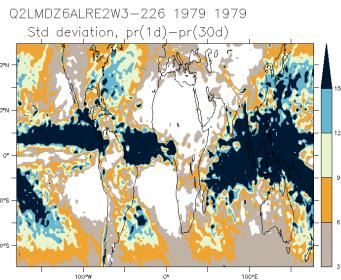 Q2LMDZ6ALRE2W3-226 1979 1979
Std deviation, pr(1d)-pr(30d)
15
12
9
6
3
0°
100°W
0°
100°E